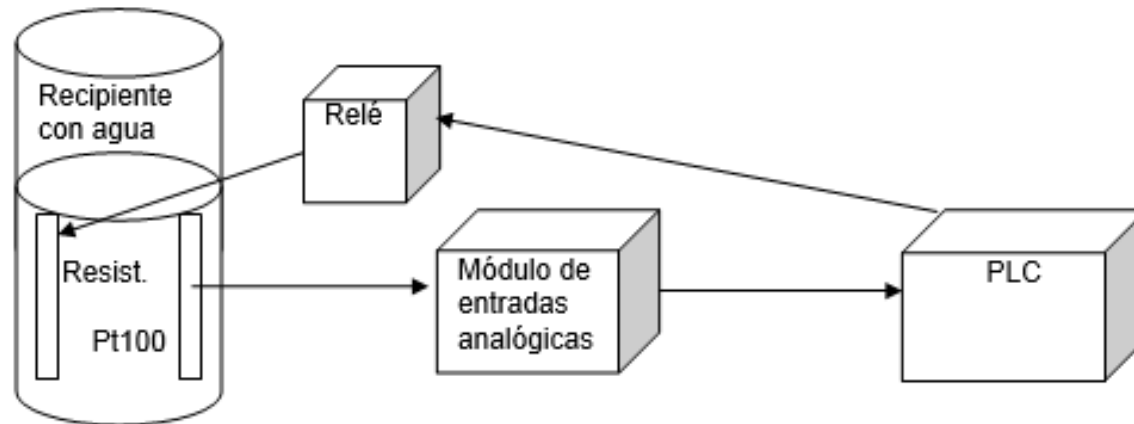 Recipiente
con agua
Relé
Resist.
Pt100
Módulo de
entradas
analógicas
PLC